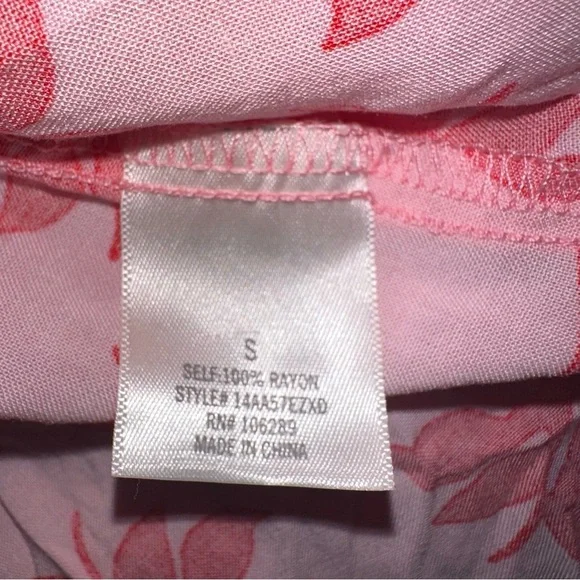 S
SELF-100% RAYON
STYLE# 14AA57EZXD
RN# 106289
MADE IN CHINA